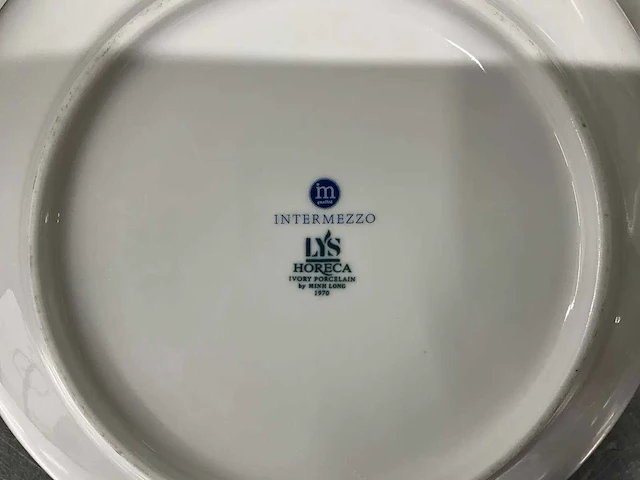 im
qualité
INTERMEZZO
LYS
HORECA
IVORY PORCELAIN
by MINH LONG
1970